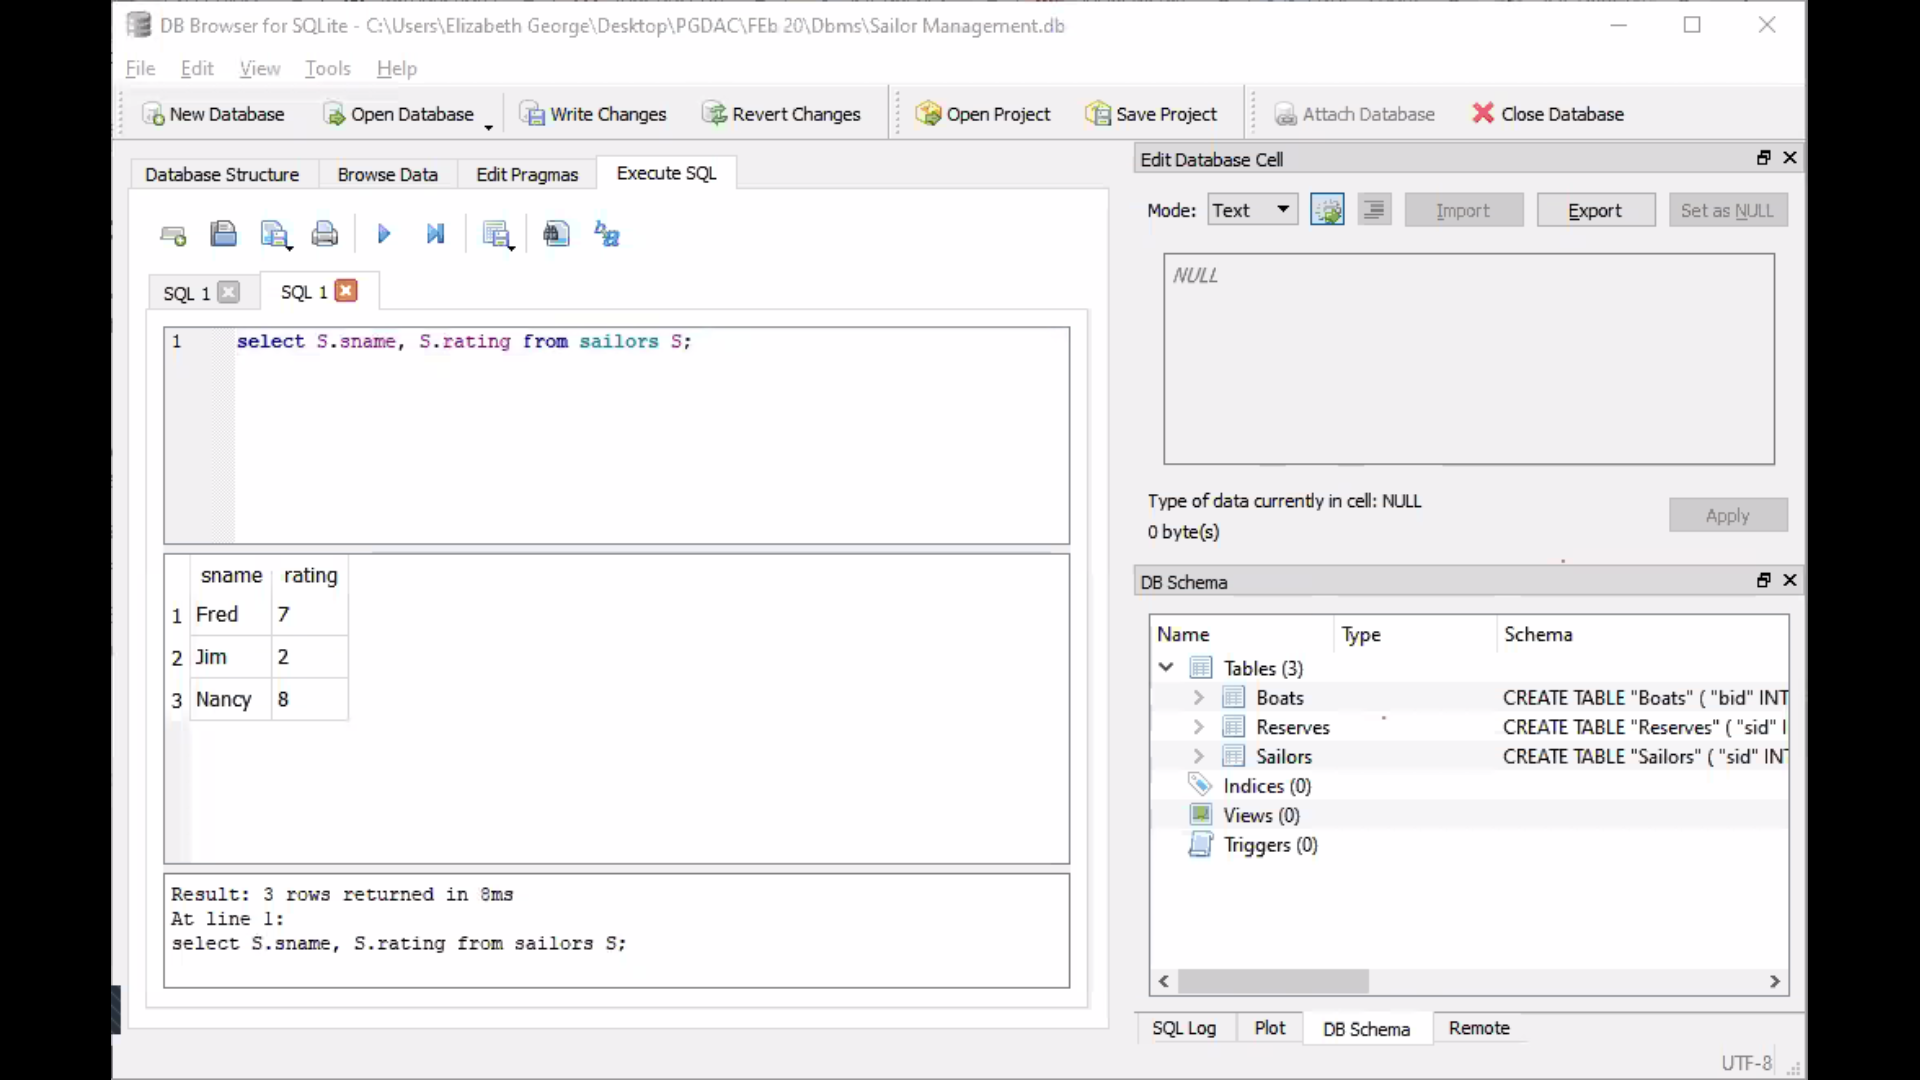 DB Browser for SQLite - C:\Users\Elizabeth George\Desktop\PGDAC\FEb 20\Dbms\Sailor Management.db
File Edit View Tools Help
New Database Open Database Write Changes Revert Changes Open Project Save Project Attach Database Close Database
Database Structure Browse Data Edit Pragmas Execute SQL
SQL 1 SQL 1
1 select S.sname, S.rating from sailors S;
sname rating
1 Fred 7
2 Jim 2
3 Nancy 8
Result: 3 rows returned in 8ms
At line 1:
select S.sname, S.rating from sailors S;
Edit Database Cell
Mode: Text Import Export Set as NULL
NULL
Type of data currently in cell: NULL
0 byte(s)
Apply
DB Schema
Name Type Schema
Tables (3)
Boats CREATE TABLE "Boats" ( "bid" INT
Reserves CREATE TABLE "Reserves" ( "sid" I
Sailors CREATE TABLE "Sailors" ( "sid" INT
Indices (0)
Views (0)
Triggers (0)
SQL Log Plot DB Schema Remote
UTF-8